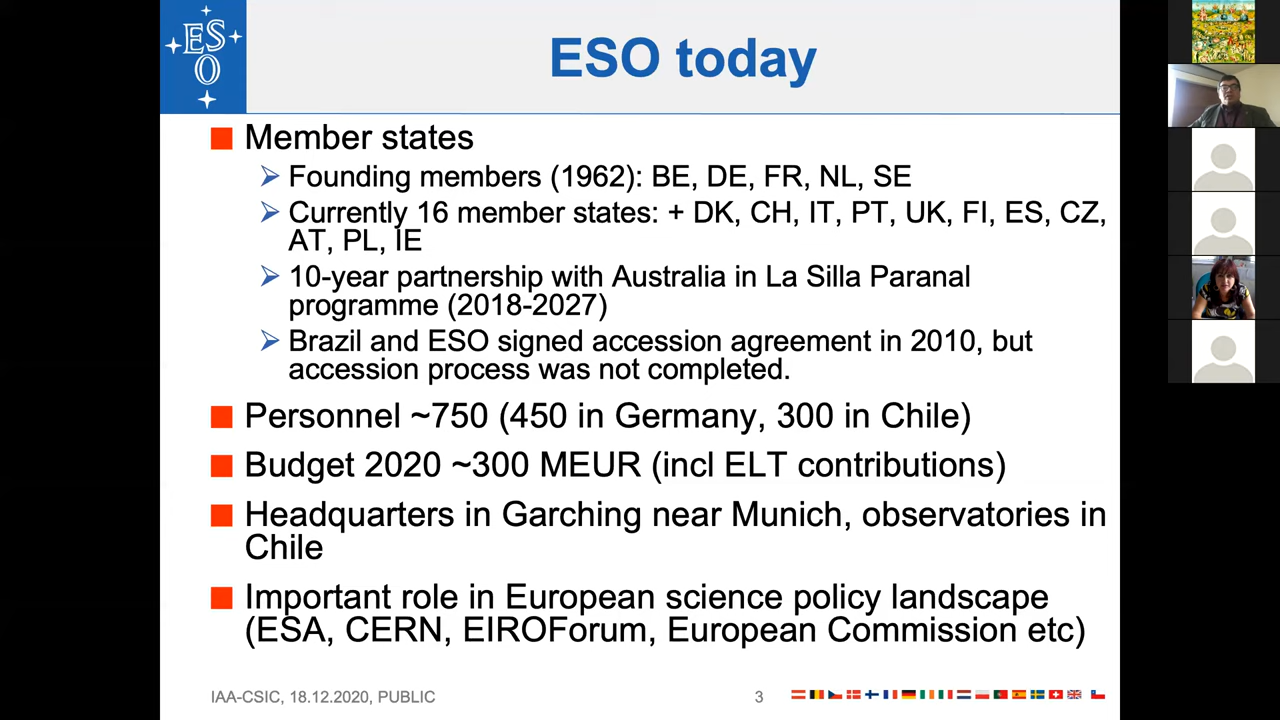 ESO
ESO today
Member states
Founding members (1962): BE, DE, FR, NL, SE
Currently 16 member states: + DK, CH, IT, PT, UK, FI, ES, CZ,
AT, PL, IE
10-year partnership with Australia in La Silla Paranal
programme (2018-2027)
Brazil and ESO signed accession agreement in 2010, but
accession process was not completed.
Personnel ~750 (450 in Germany, 300 in Chile)
Budget 2020 ~300 MEUR (incl ELT contributions)
Headquarters in Garching near Munich, observatories in
Chile
Important role in European science policy landscape
(ESA, CERN, EIROForum, European Commission etc)
IAA-CSIC, 18.12.2020, PUBLIC 3